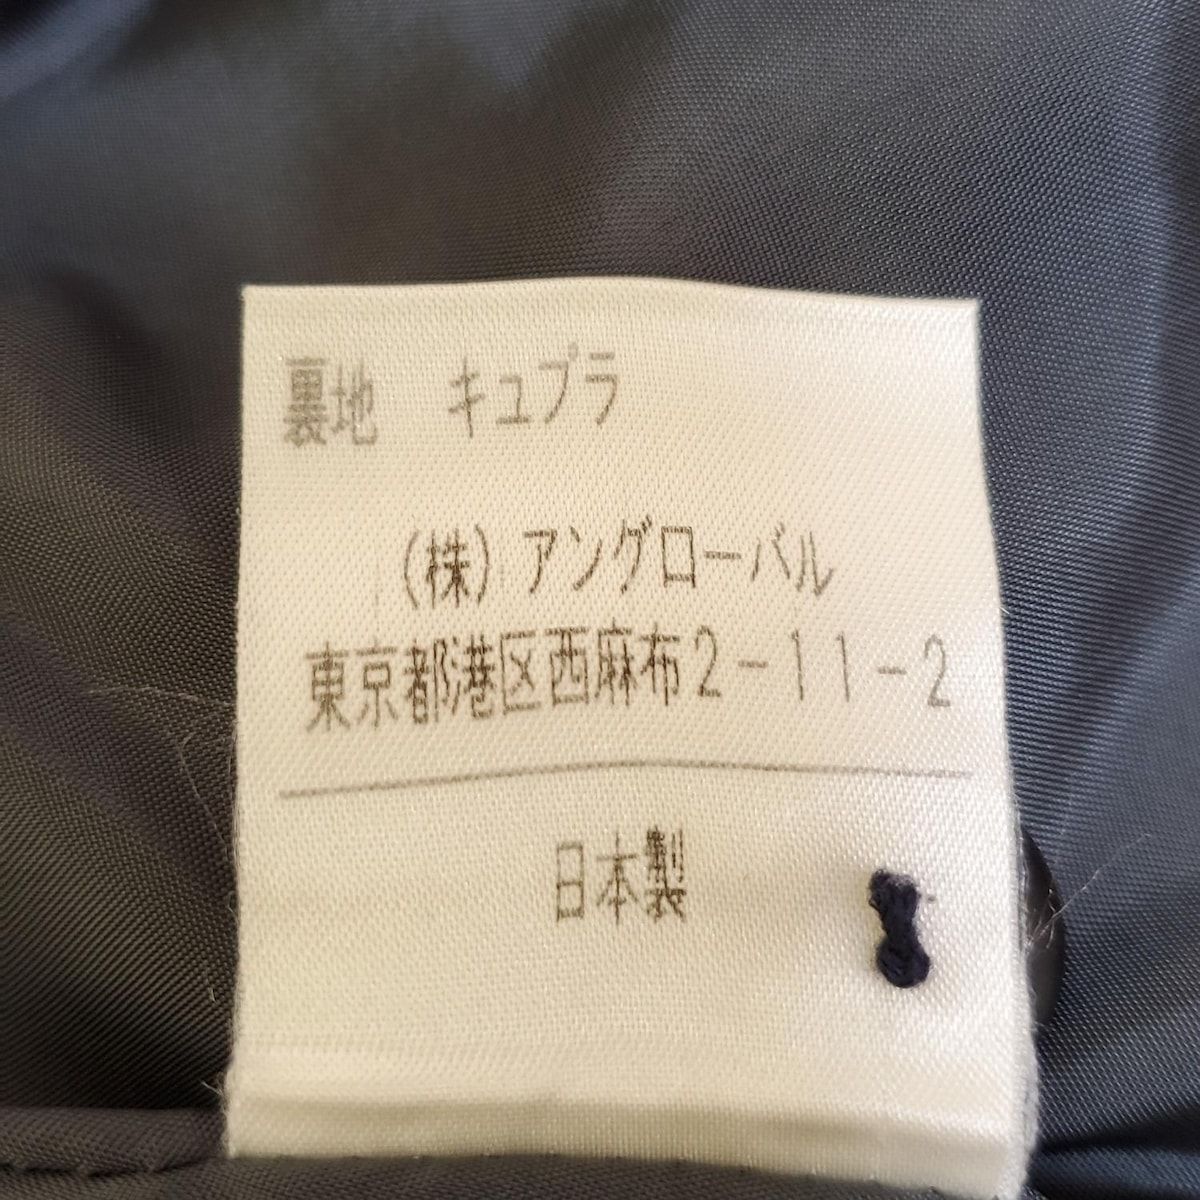 裏地　キュプラ
(株)アングローバル
東京都港区西麻布2-11-2
日本製